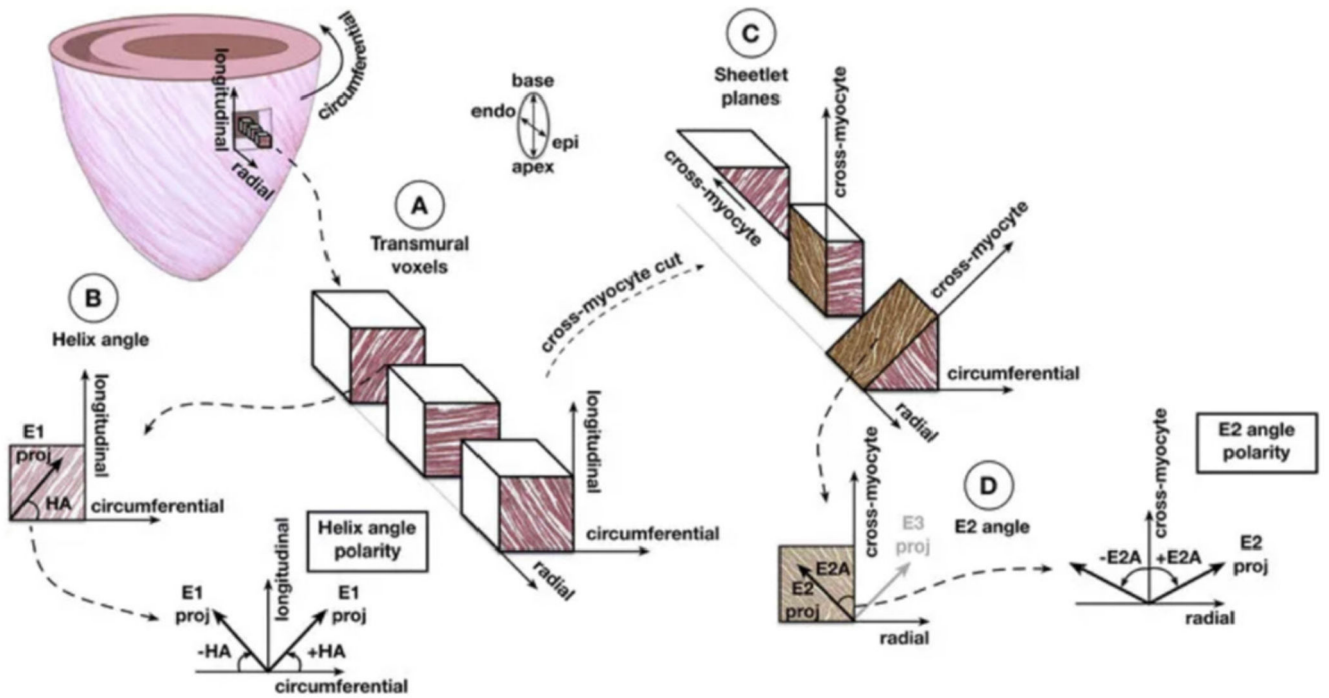 longitudinal
circumferential
radial
base
endo
epi
apex
A
Transmural
voxels
longitudinal
circumferential
radial
cross-myocyte cut
B
Helix angle
longitudinal
E1
proj
HA
circumferential
Helix angle
polarity
longitudinal
E1
proj
E1
proj
-HA
+HA
circumferential
C
Sheetlet
planes
cross-myocyte
cross-myocyte
cross-myocyte
circumferential
radial
D
E2 angle
cross-myocyte
E3
proj
E2A
E2
proj
radial
E2 angle
polarity
cross-myocyte
-E2A
+E2A
E2
proj
radial